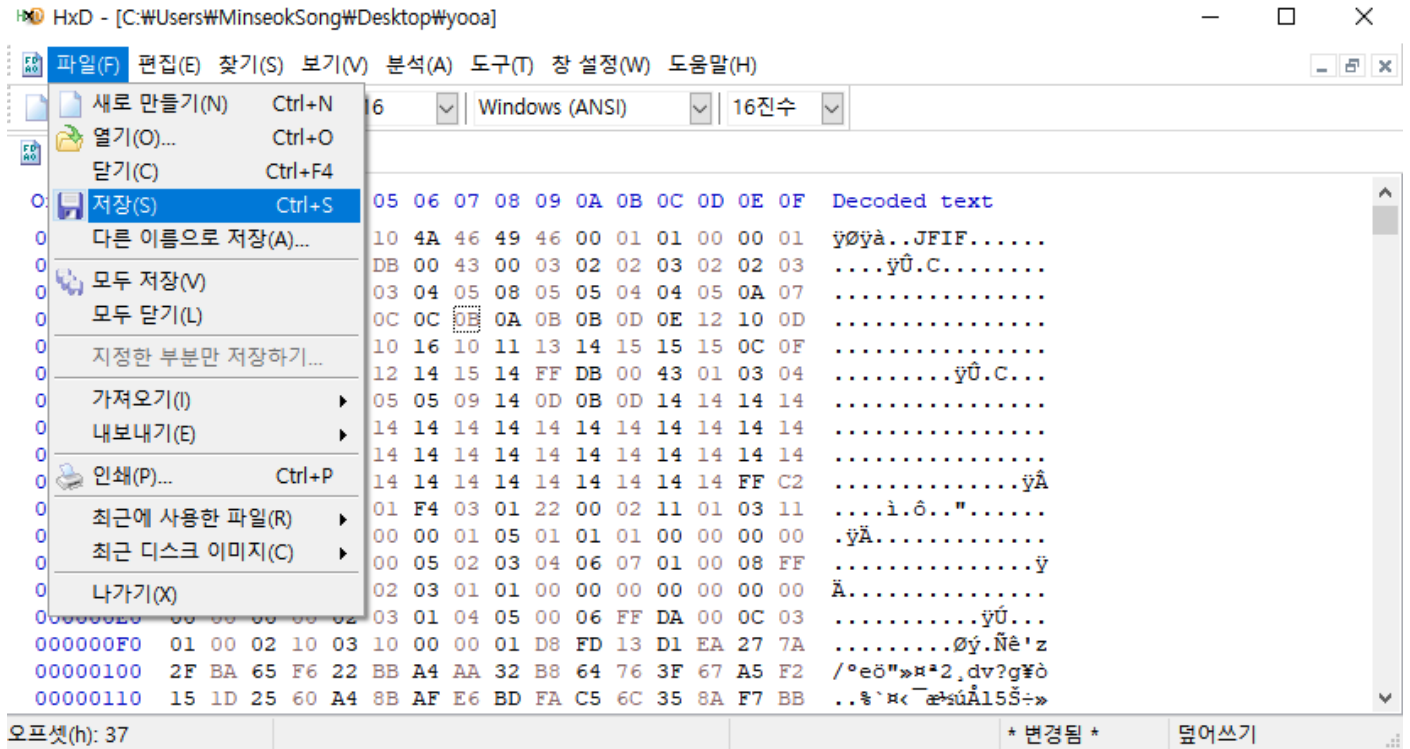 HxD - [C:₩Users₩MinseokSong₩Desktop₩yooa]
파일(F) 편집(E) 찾기(S) 보기(V) 분석(A) 도구(T) 창 설정(W) 도움말(H)
새로 만들기(N) Ctrl+N
16 Windows (ANSI) 16진수
열기(O)... Ctrl+O
닫기(C) Ctrl+F4
저장(S) Ctrl+S
다른 이름으로 저장(A)...
모두 저장(V)
모두 닫기(L)
지정한 부분만 저장하기...
가져오기(I)
내보내기(E)
인쇄(P)... Ctrl+P
최근에 사용한 파일(R)
최근 디스크 이미지(C)
나가기(X)
05 06 07 08 09 0A 0B 0C 0D 0E 0F Decoded text
10 4A 46 49 46 00 01 01 00 00 01 ÿØÿà..JFIF......
DB 00 43 00 03 02 02 03 02 02 03 ....ÿÛ.C........
03 04 05 08 05 05 04 04 05 0A 07 ................
0C 0C 0B 0A 0B 0B 0D 0E 12 10 0D ................
10 16 10 11 13 14 15 15 15 0C 0F ................
12 14 15 14 FF DB 00 43 01 03 04 .........ÿÛ.C...
05 05 09 14 0D 0B 0D 14 14 14 14 ................
14 14 14 14 14 14 14 14 14 14 14 ................
14 14 14 14 14 14 14 14 14 14 14 ................
14 14 14 14 14 14 14 14 14 FF C2 ..............ÿÂ
01 F4 03 01 22 00 02 11 01 03 11 ....ì.ô.."......
00 00 01 05 01 01 01 00 00 00 00 .ÿÄ.............
00 05 02 03 04 06 07 01 00 08 FF ...............ÿ
02 03 01 01 00 00 00 00 00 00 00 Ä...............
000000E0 00 00 00 00 02 03 01 04 05 00 06 FF DA 00 0C 03 ...........ÿÚ...
000000F0 01 00 02 10 03 10 00 00 01 D8 FD 13 D1 EA 27 7A .........Øý.Ñê'z
00000100 2F BA 65 F6 22 BB A4 AA 32 B8 64 76 3F 67 A5 F2 /ºeö"»¤ª2¸dv?g¥ò
00000110 15 1D 25 60 A4 8B AF E6 BD FA C5 6C 35 8A F7 BB ..%`¤‹¯æ½úÅl5Š÷»
오프셋(h): 37 * 변경됨 * 덮어쓰기